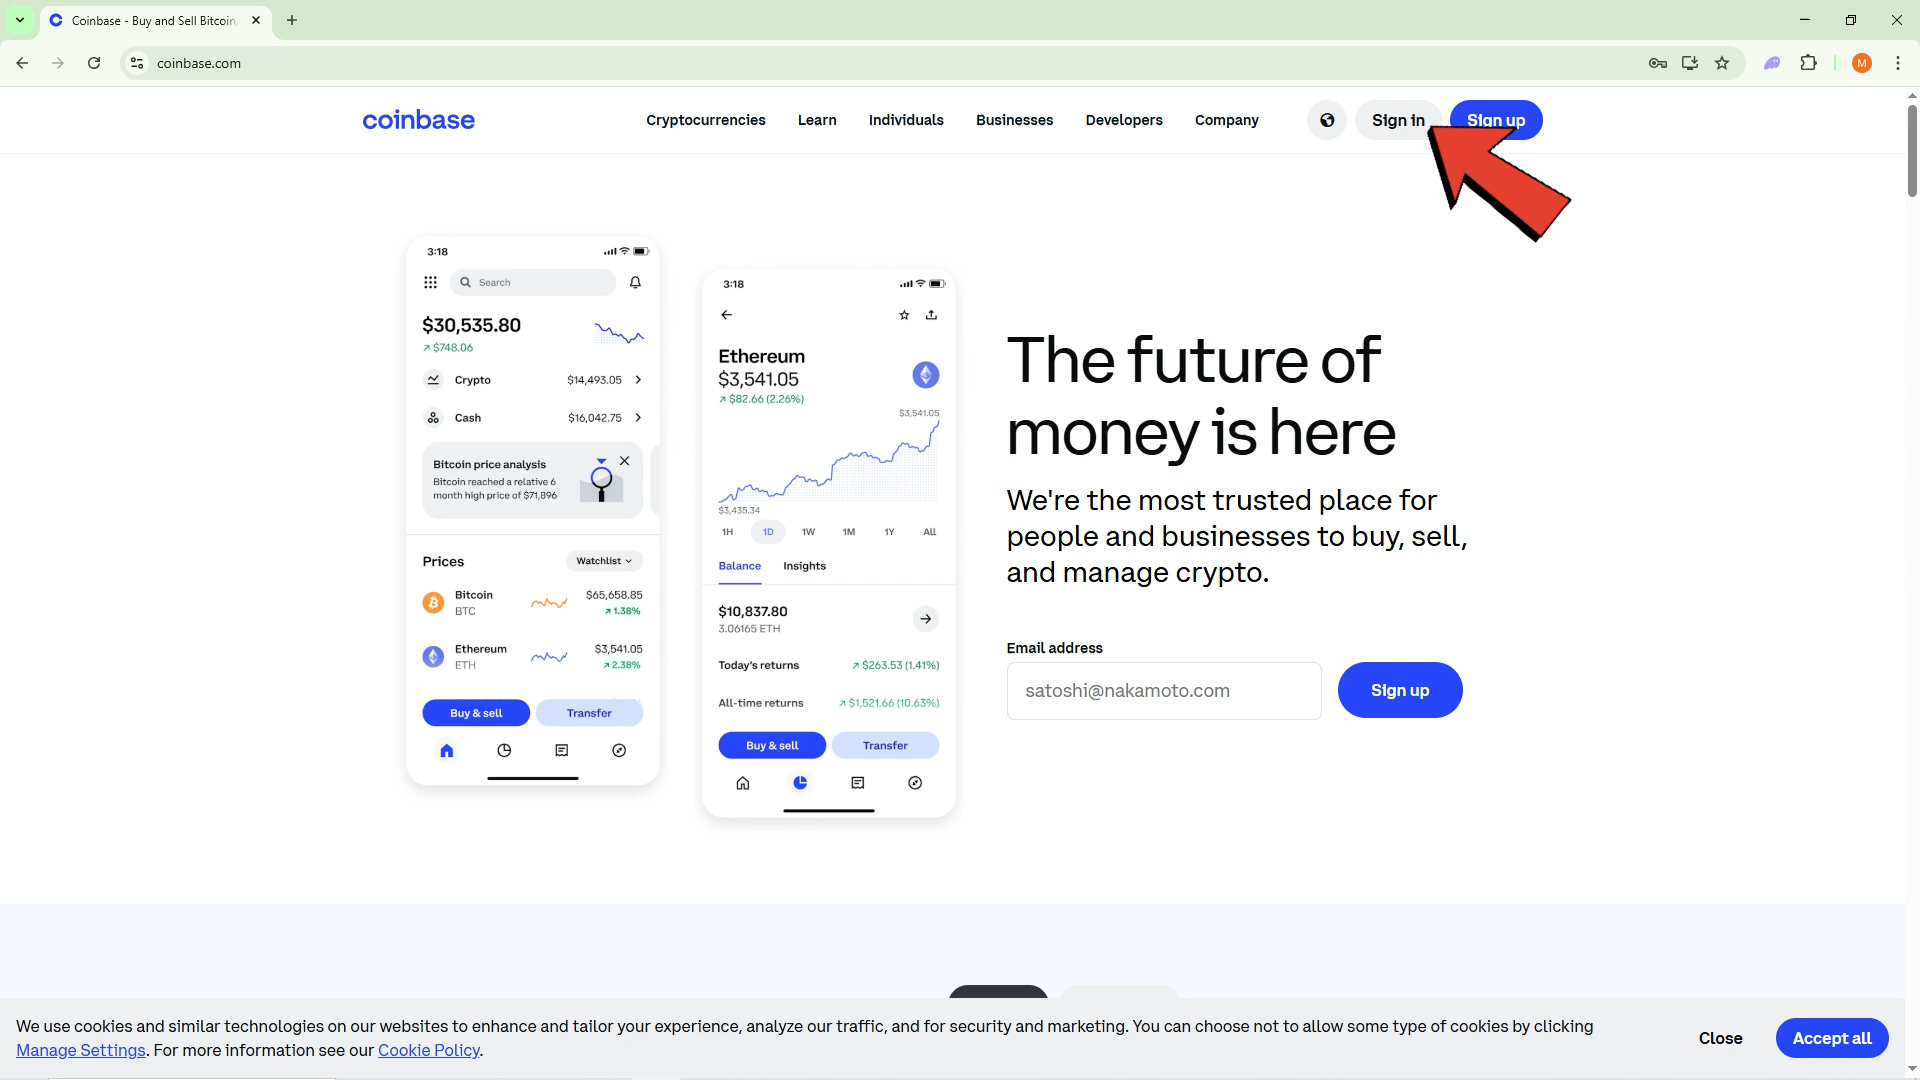 Coinbase - Buy and Sell Bitcoin
coinbase.com
M
coinbase
Cryptocurrencies
Learn
Individuals
Businesses
Developers
Company
Sign in
Sign up
3:18
Search
$30,535.80
↗ $748.06
Crypto
$14,493.05
Cash
$16,042.75
Bitcoin price analysis
Bitcoin reached a relative 6
month high price of $71,896
Prices
Watchlist
Bitcoin
BTC
$65,658.85
↗ 1.38%
Ethereum
ETH
$3,541.05
↗ 2.38%
Buy & sell
Transfer
3:18
Ethereum
$3,541.05
↗ $82.66 (2.26%)
$3,541.05
$3,435.34
1H
1D
1W
1M
1Y
All
Balance
Insights
$10,837.80
3.06165 ETH
Today's returns
↗ $263.53 (1.41%)
All-time returns
↗ $1,521.66 (10.63%)
Buy & sell
Transfer
The future of
money is here
We're the most trusted place for
people and businesses to buy, sell,
and manage crypto.
Email address
satoshi@nakamoto.com
Sign up
We use cookies and similar technologies on our websites to enhance and tailor your experience, analyze our traffic, and for security and marketing. You can choose not to allow some type of cookies by clicking
Manage Settings. For more information see our Cookie Policy.
Close
Accept all